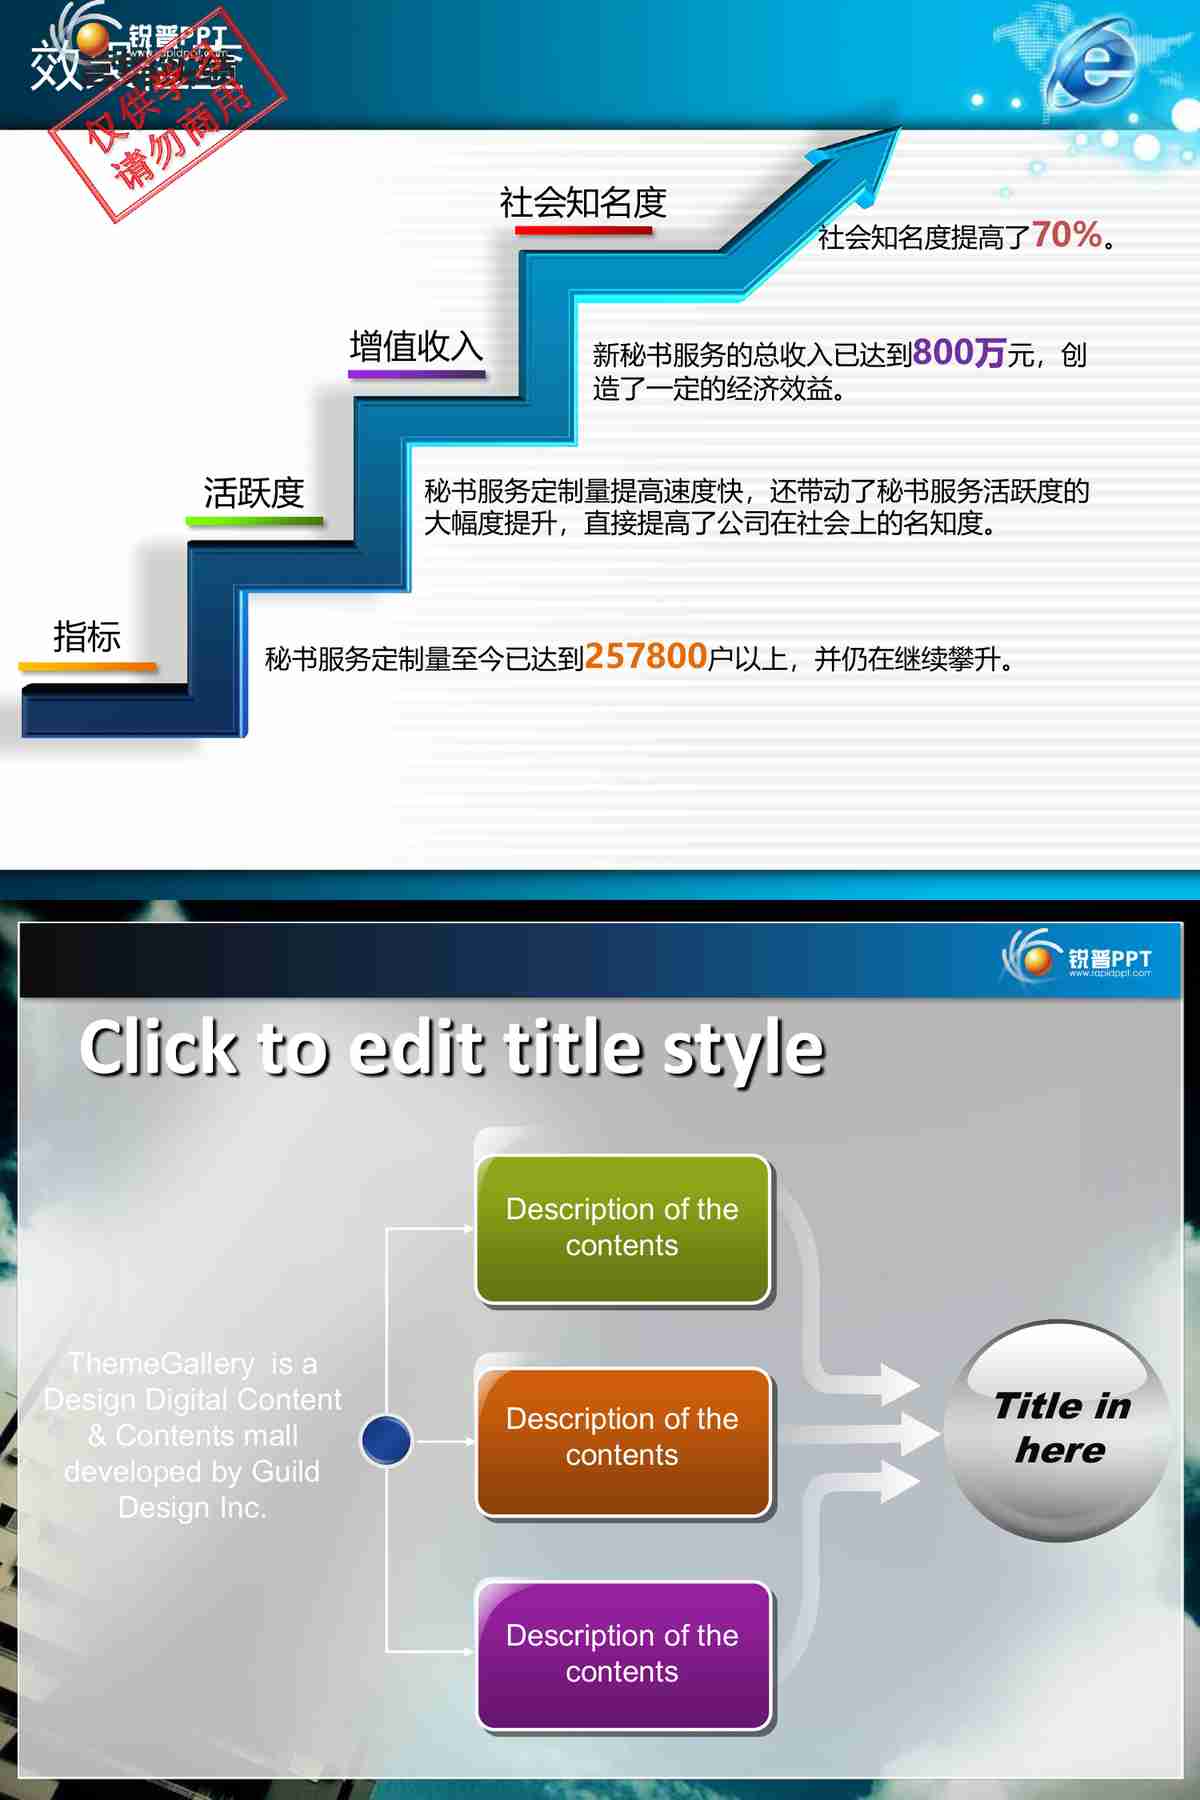 锐普PPT
www.rapidppt.com
仅供学习
请勿商用
社会知名度
社会知名度提高了70%。
增值收入
新秘书服务的总收入已达到800万元，创
造了一定的经济效益。
活跃度
秘书服务定制量提高速度快，还带动了秘书服务活跃度的
大幅度提升，直接提高了公司在社会上的名知度。
指标
秘书服务定制量至今已达到257800户以上，并仍在继续攀升。
锐普PPT
www.rapidppt.com
Click to edit title style
Description of the
contents
ThemeGallery is a
Design Digital Content
& Contents mall
developed by Guild
Design Inc.
Description of the
contents
Title in
here
Description of the
contents